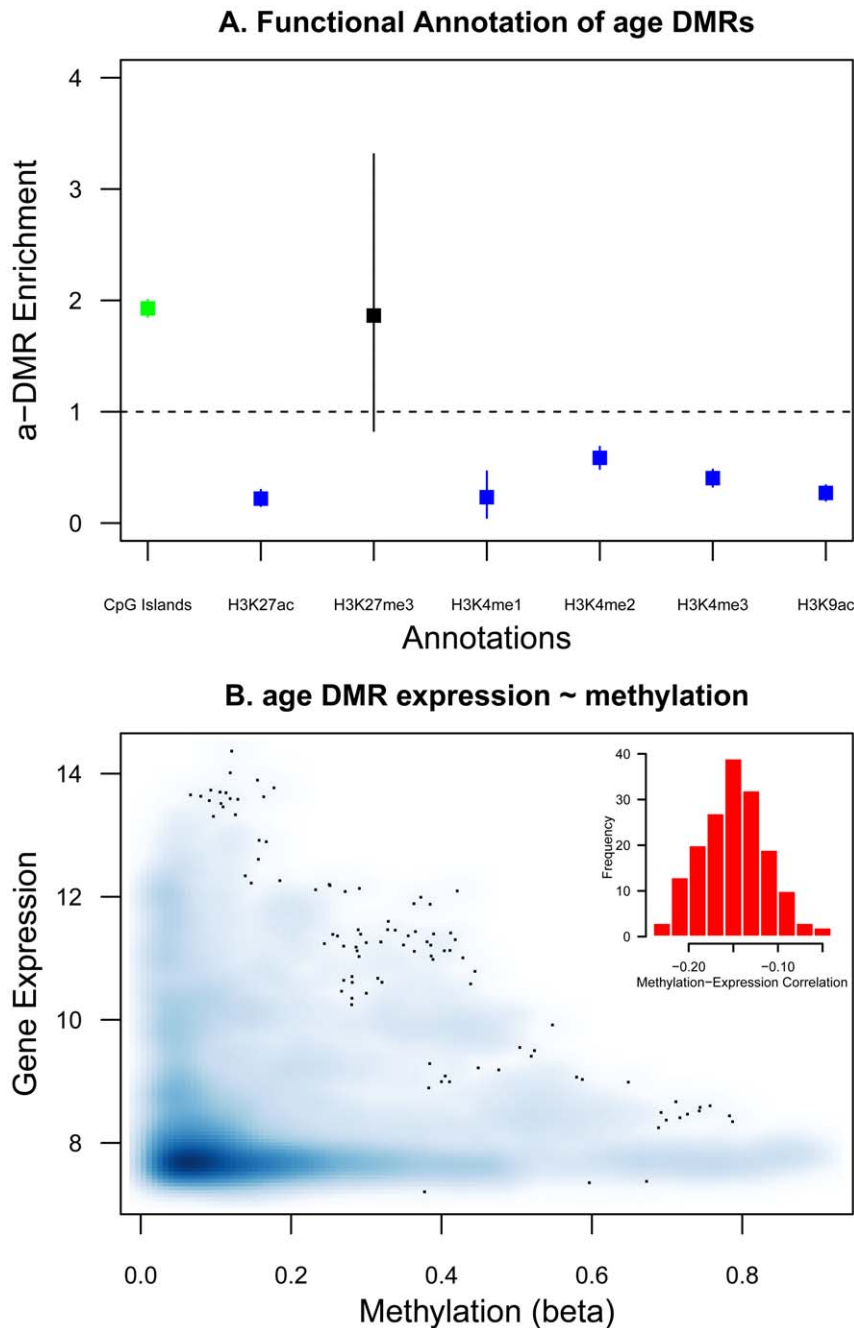 A. Functional Annotation of age DMRs
4
3
2
1
0
a−DMR Enrichment
CpG Islands H3K27ac H3K27me3 H3K4me1 H3K4me2 H3K4me3 H3K9ac
Annotations
B. age DMR expression ~ methylation
14
12
10
8
Gene Expression
40
30
20
10
0
Frequency
−0.20 −0.10
Methylation−Expression Correlation
0.0 0.2 0.4 0.6 0.8
Methylation (beta)